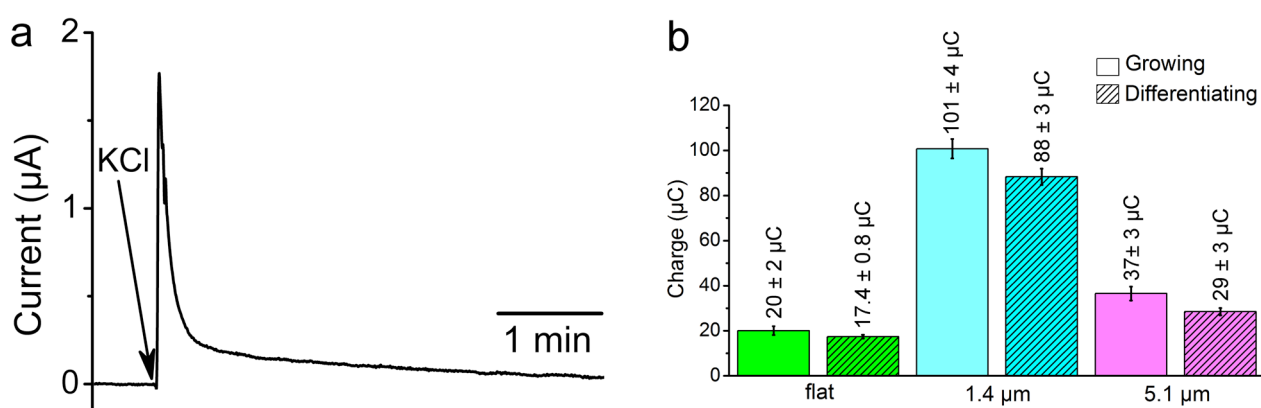 a
2
1
0
Current (µA)
KCl
1 min
b
Growing
Differentiating
120
100
80
60
40
20
0
Charge (µC)
20 ± 2 µC
17.4 ± 0.8 µC
101 ± 4 µC
88 ± 3 µC
37± 3 µC
29 ± 3 µC
flat
1.4 µm
5.1 µm